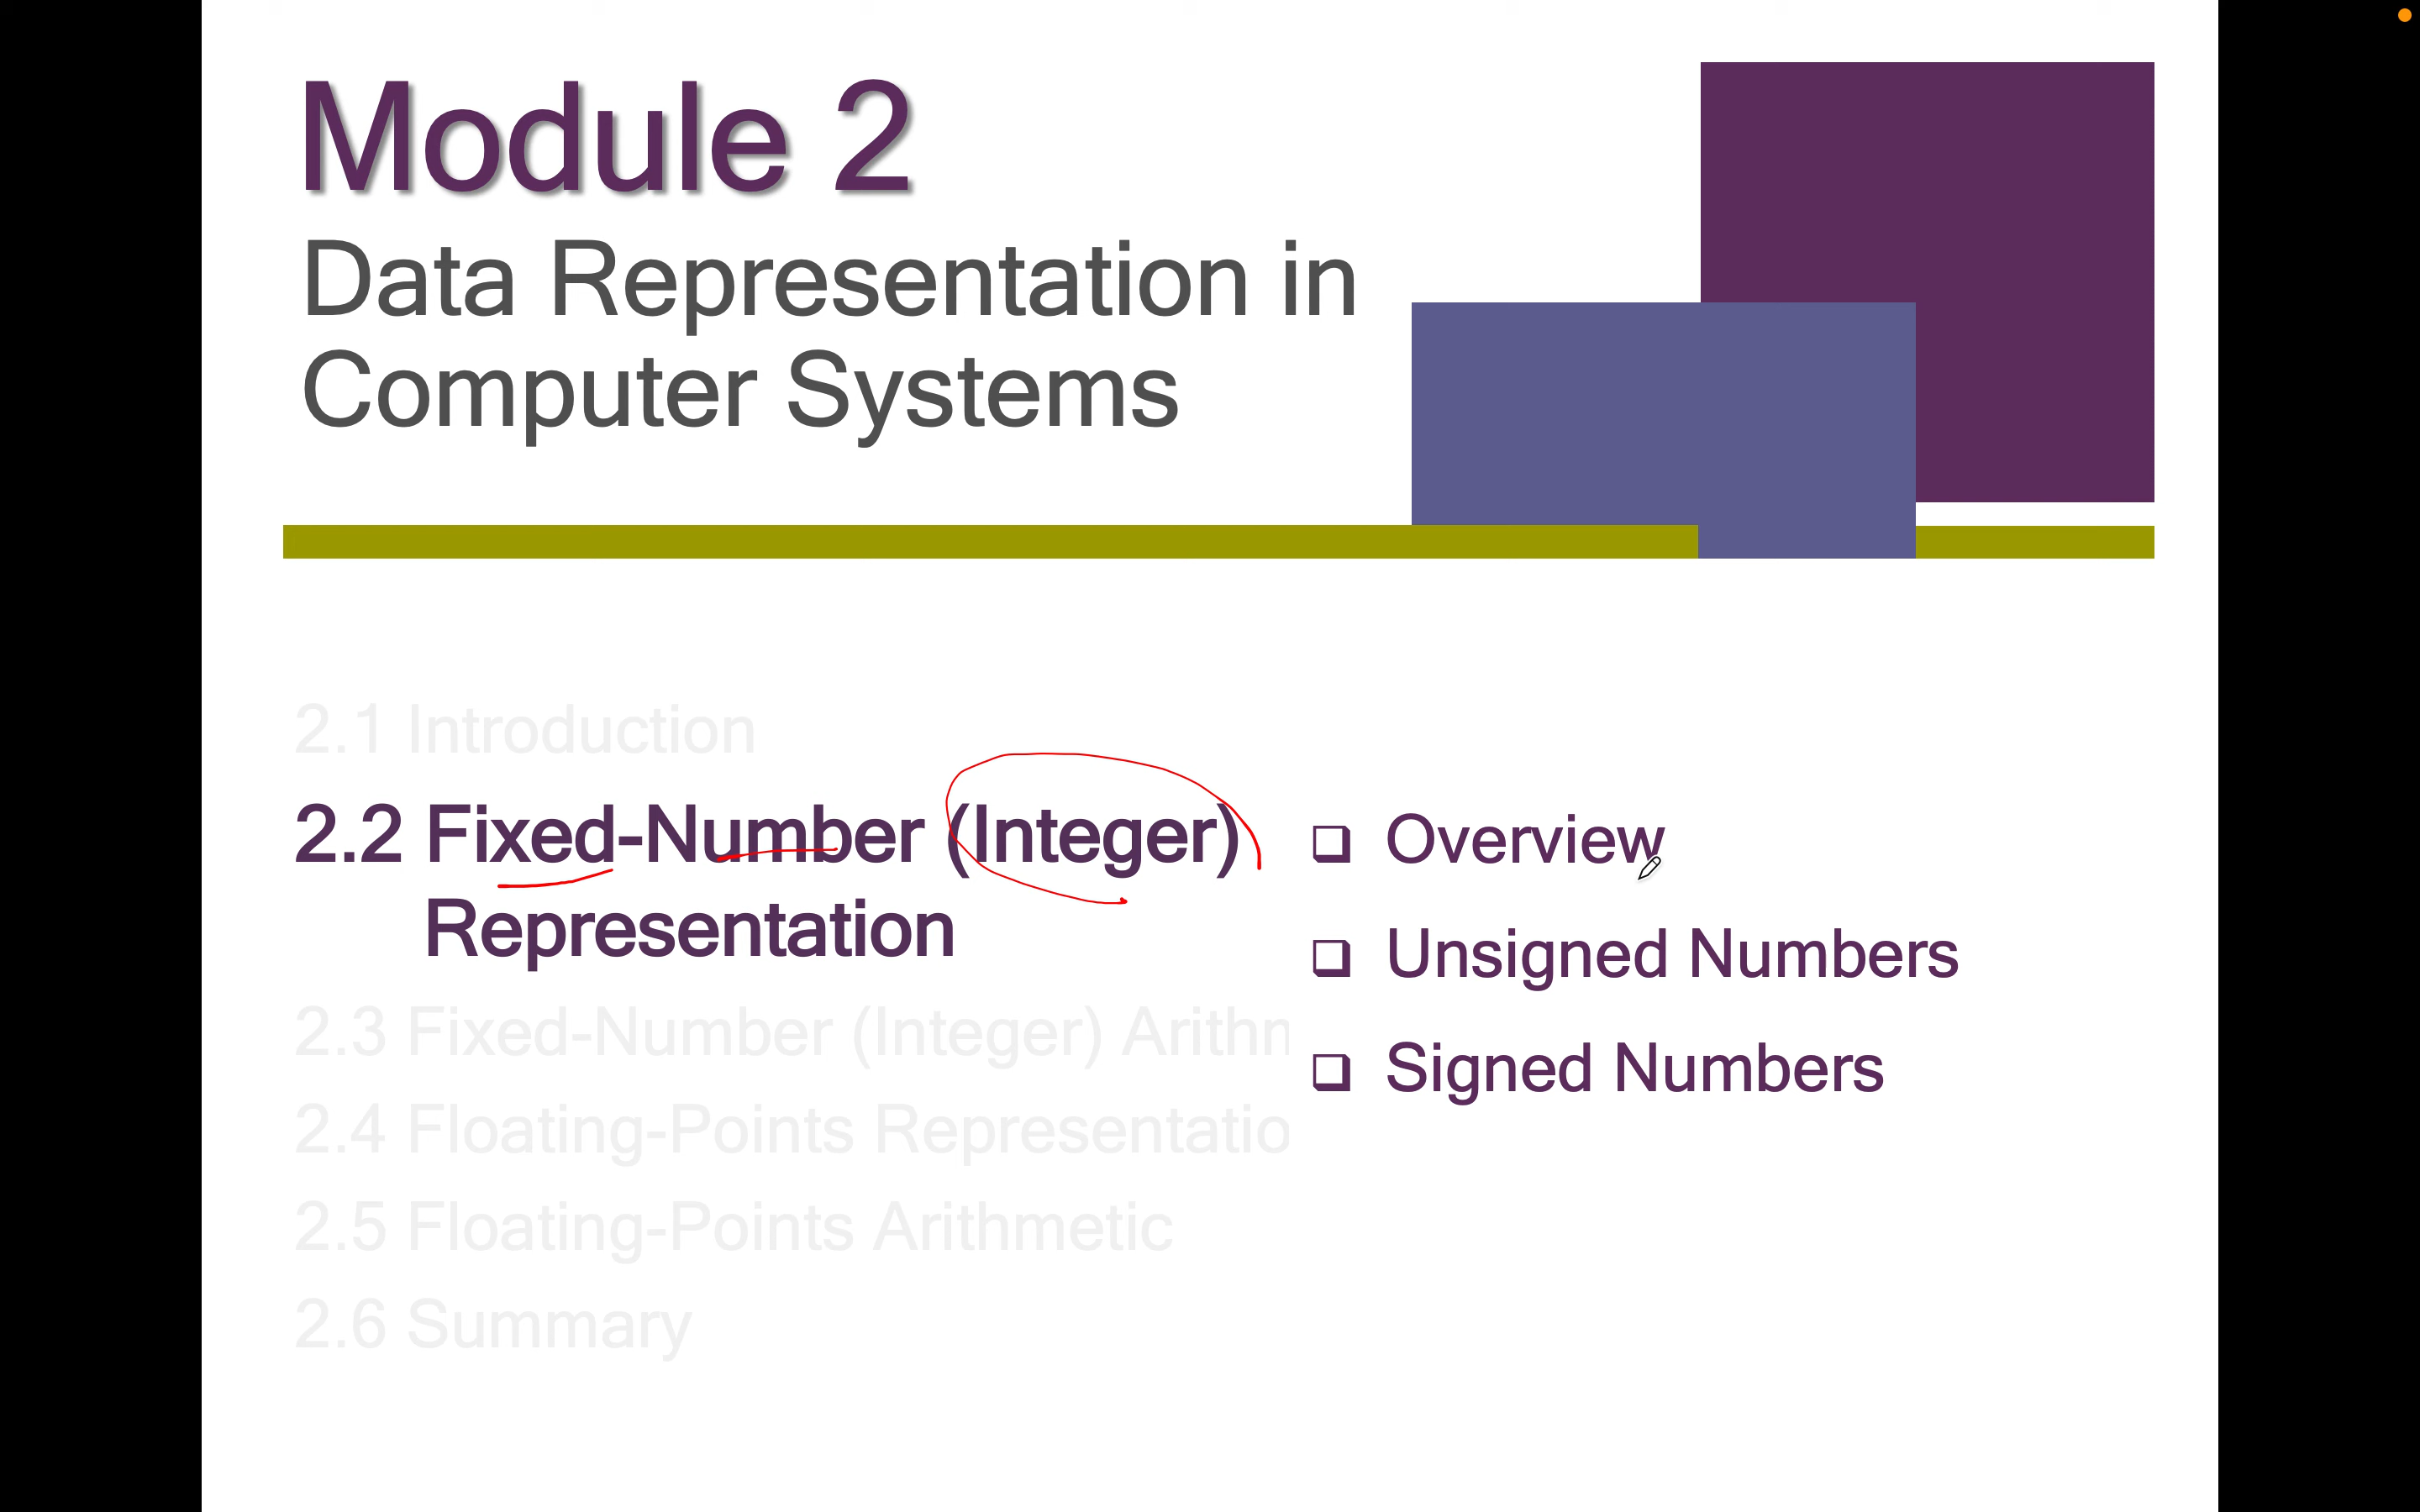 Module 2
Data Representation in
Computer Systems
2.1 Introduction
2.2 Fixed-Number (Integer)
Representation
2.3 Fixed-Number (Integer)
2.4 Floating-Points
2.5 Floating-Points Arithmetic
2.6 Summary
❑ Overview
❑ Unsigned Numbers
❑ Signed Numbers